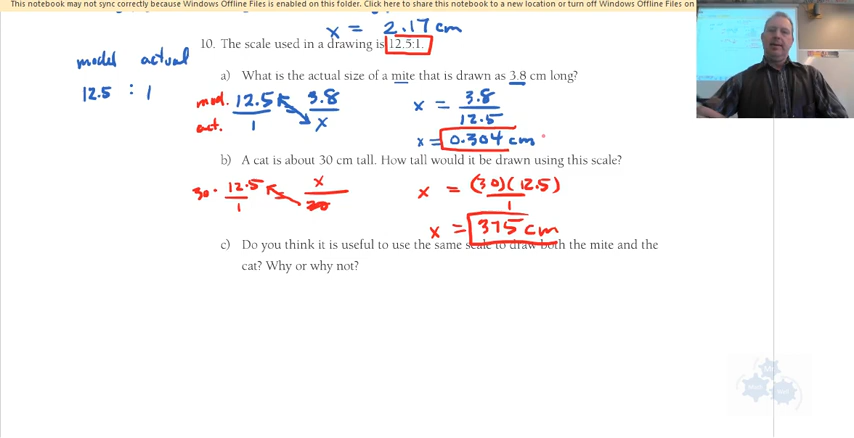 This notebook may not sync correctly because Windows Offline Files is enabled on this folder. Click here to share this notebook to a new location or turn off Windows Offline Files on
x = 2.17 cm
10. The scale used in a drawing is 12.5:1.
model actual
12.5 : 1
a) What is the actual size of a mite that is drawn as 3.8 cm long?
mod. 12.5 3.8 x = 3.8
act. 1 x 12.5
x = 0.304 cm
b) A cat is about 30 cm tall. How tall would it be drawn using this scale?
30 · 12.5 x x = (30)(12.5)
1 30 1
x = 375 cm
c) Do you think it is useful to use the same scale to draw both the mite and the
cat? Why or why not?